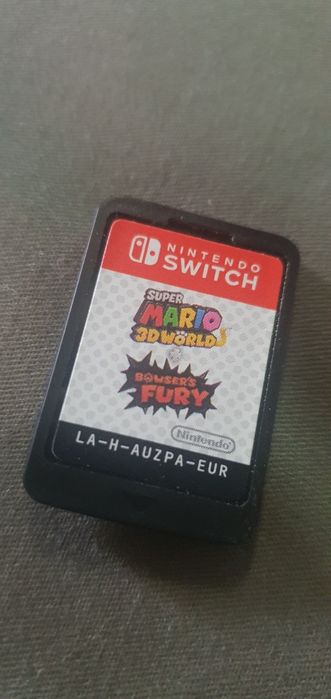 NINTENDO
SWITCH
SUPER
MARIO
3D WORLD
BOWSER'S
FURY
Nintendo
LA-H-AUZPA-EUR